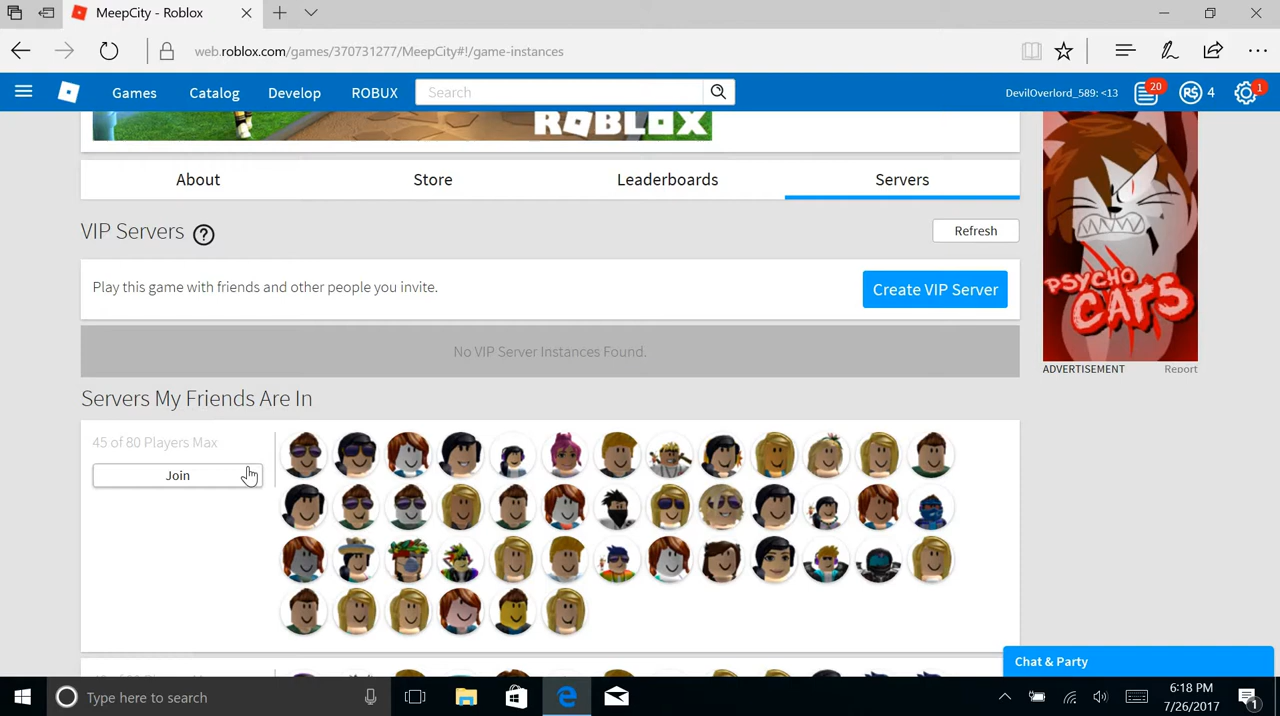 MeepCity - Roblox
web.roblox.com/games/370731277/MeepCity#!/game-instances
Games Catalog Develop ROBUX Search DevilOverlord_589: <13 20 R$ 4 1
ROBLOX
About Store Leaderboards Servers
VIP Servers ? Refresh
Play this game with friends and other people you invite. Create VIP Server
No VIP Server Instances Found.
PSYCHO
CATS
ADVERTISEMENT Report
Servers My Friends Are In
45 of 80 Players Max
Join
Chat & Party
Type here to search
6:18 PM
7/26/2017
1